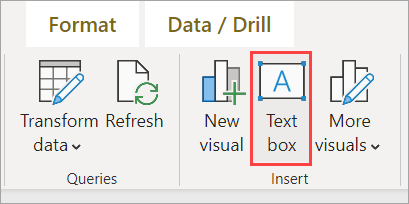 Format
Data / Drill
Transform
data
Refresh
New
visual
A
Text
box
More
visuals
Queries
Insert